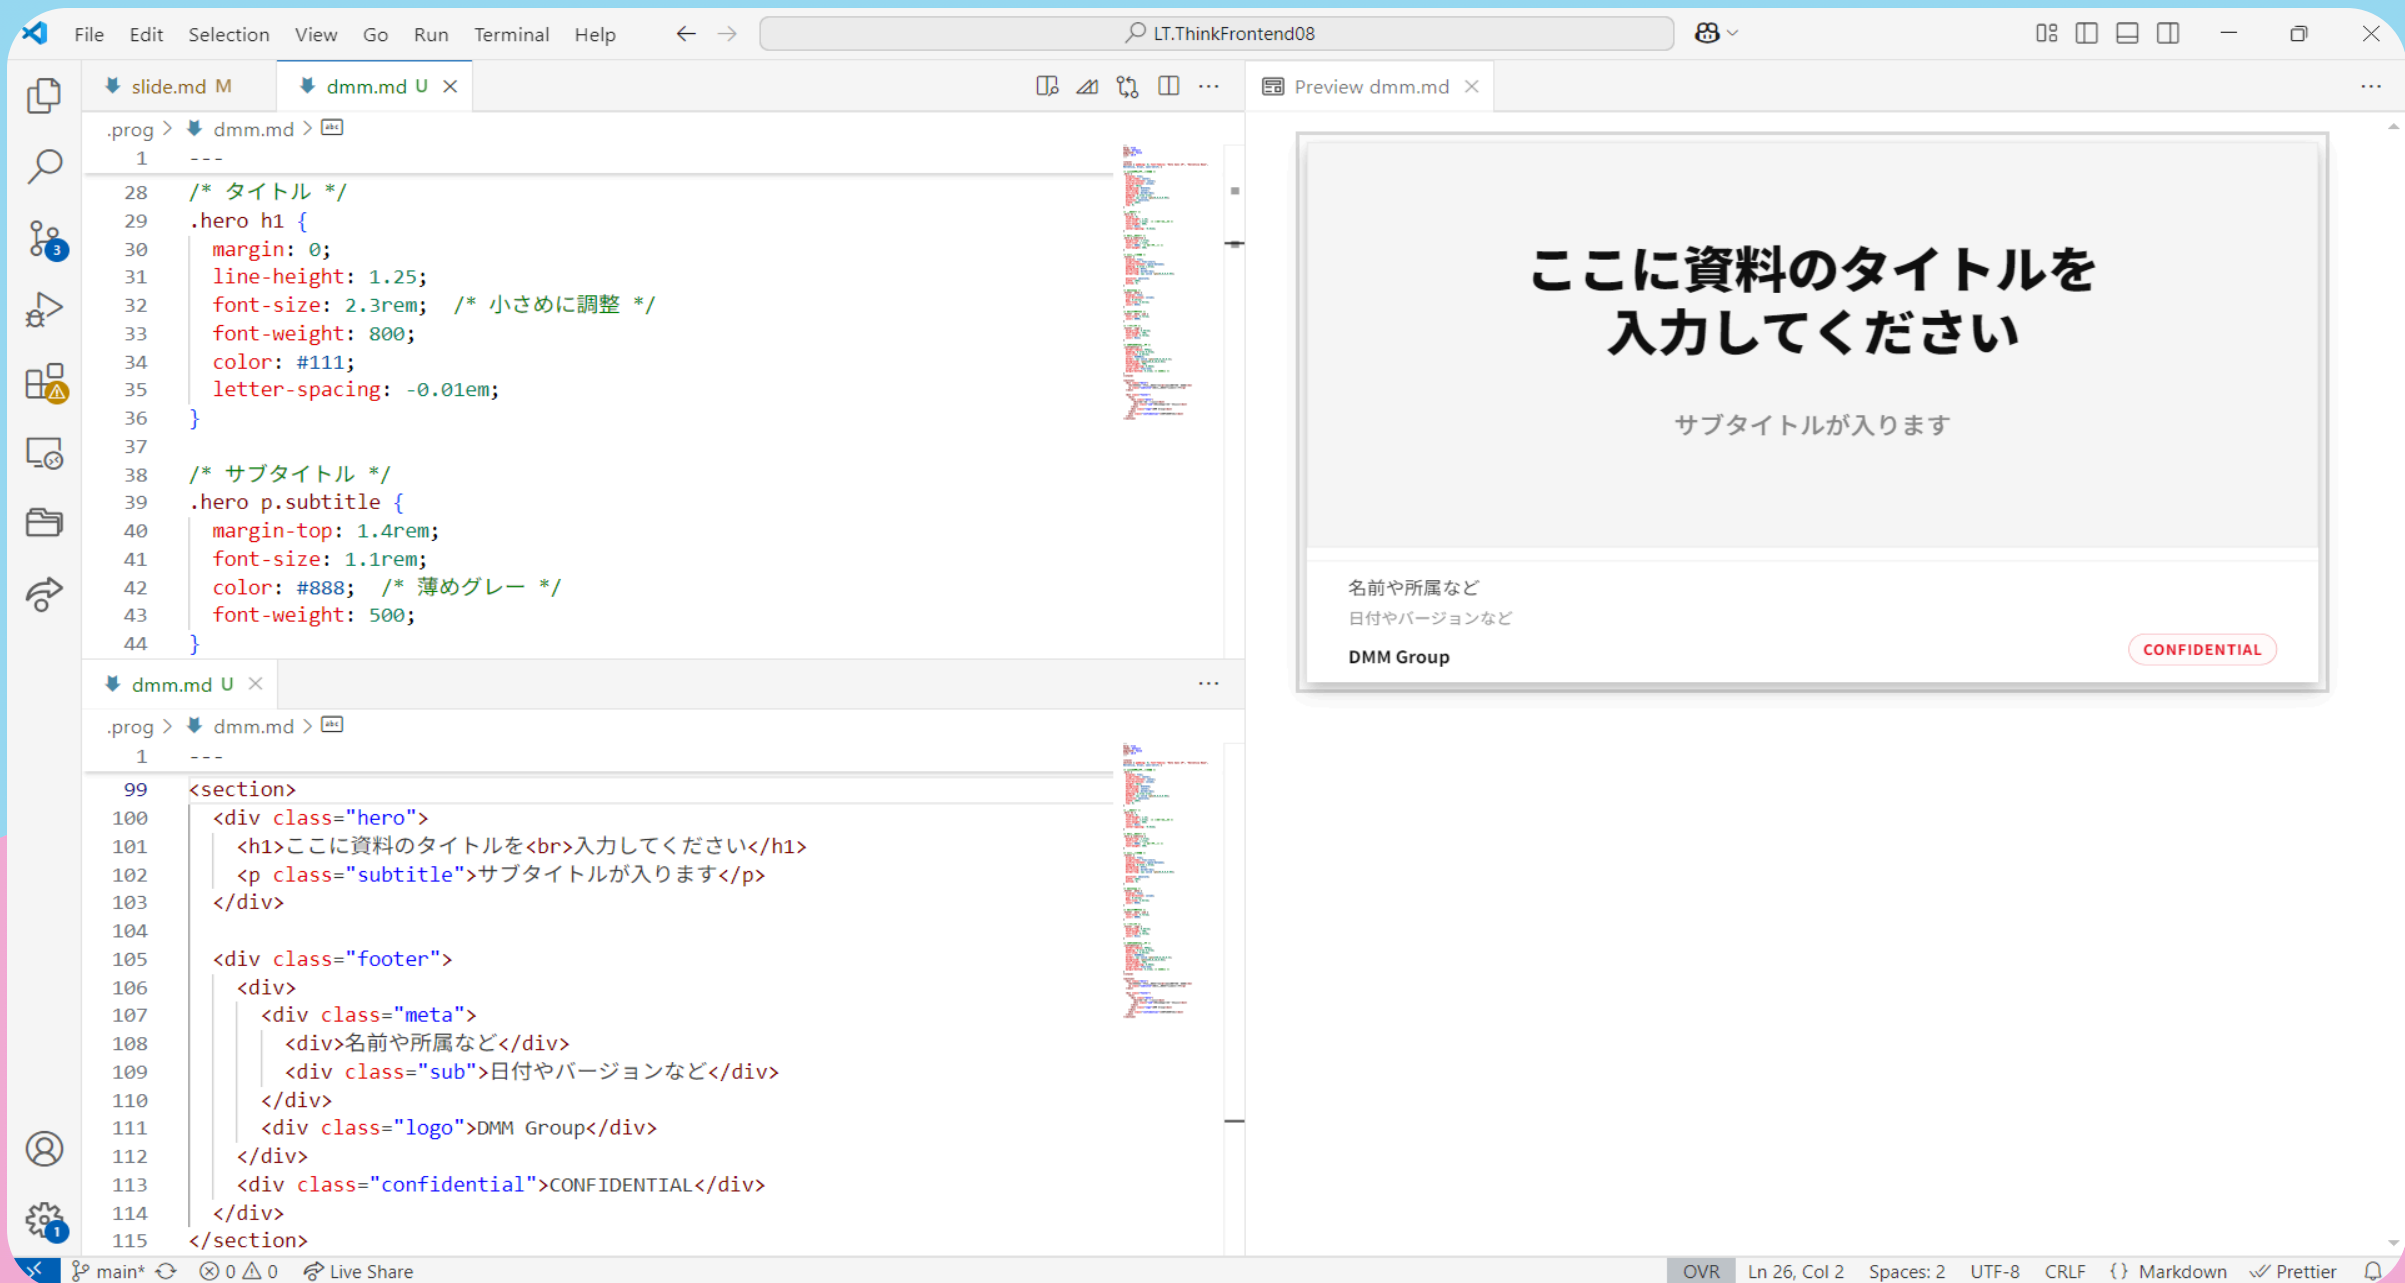 File Edit Selection View Go Run Terminal Help
LT.ThinkFrontend08
slide.md M
dmm.md U
.prog > dmm.md > abc
1 ---
28 /* タイトル */
29 .hero h1 {
30 margin: 0;
31 line-height: 1.25;
32 font-size: 2.3rem; /* 小さめに調整 */
33 font-weight: 800;
34 color: #111;
35 letter-spacing: -0.01em;
36 }
37
38 /* サブタイトル */
39 .hero p.subtitle {
40 margin-top: 1.4rem;
41 font-size: 1.1rem;
42 color: #888; /* 薄めグレー */
43 font-weight: 500;
44 }
dmm.md U
.prog > dmm.md > abc
1 ---
99 <section>
100 <div class="hero">
101 <h1>ここに資料のタイトルを<br>入力してください</h1>
102 <p class="subtitle">サブタイトルが入ります</p>
103 </div>
104
105 <div class="footer">
106 <div>
107 <div class="meta">
108 <div>名前や所属など</div>
109 <div class="sub">日付やバージョンなど</div>
110 </div>
111 <div class="logo">DMM Group</div>
112 </div>
113 <div class="confidential">CONFIDENTIAL</div>
114 </div>
115 </section>
Preview dmm.md
ここに資料のタイトルを
入力してください
サブタイトルが入ります
名前や所属など
日付やバージョンなど
DMM Group
CONFIDENTIAL
3
1
main* 0 0 Live Share
OVR Ln 26, Col 2 Spaces: 2 UTF-8 CRLF {} Markdown Prettier